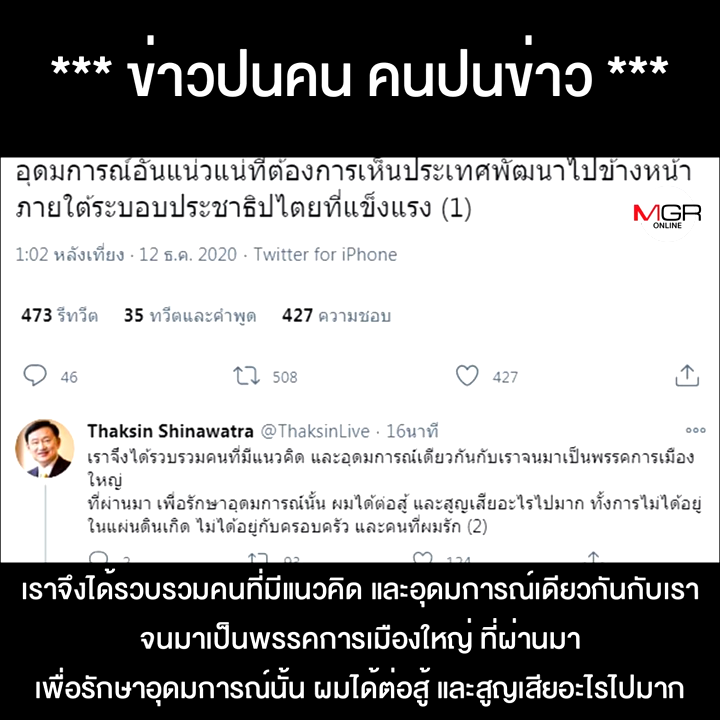 *** ข่าวปนคน คนปนข่าว ***
อุดมการณ์อันแน่วแน่ที่ต้องการเห็นประเทศพัฒนาไปข้างหน้า
ภายใต้ระบอบประชาธิปไตยที่แข็งแรง (1)
MGR
ONLINE
1:02 หลังเที่ยง · 12 ธ.ค. 2020 · Twitter for iPhone
473 รีทวีต 35 ทวีตและคำพูด 427 ความชอบ
46 508 427
Thaksin Shinawatra @ThaksinLive · 16นาที
เราจึงได้รวบรวมคนที่มีแนวคิด และอุดมการณ์เดียวกันกับเราจนมาเป็นพรรคการเมือง
ใหญ่
ที่ผ่านมา เพื่อรักษาอุดมการณ์นั้น ผมได้ต่อสู้ และสูญเสียอะไรไปมาก ทั้งการไม่ได้อยู่
ในแผ่นดินเกิด ไม่ได้อยู่กับครอบครัว และคนที่ผมรัก (2)
เราจึงได้รวบรวมคนที่มีแนวคิด และอุดมการณ์เดียวกันกับเรา
จนมาเป็นพรรคการเมืองใหญ่ ที่ผ่านมา
เพื่อรักษาอุดมการณ์นั้น ผมได้ต่อสู้ และสูญเสียอะไรไปมาก